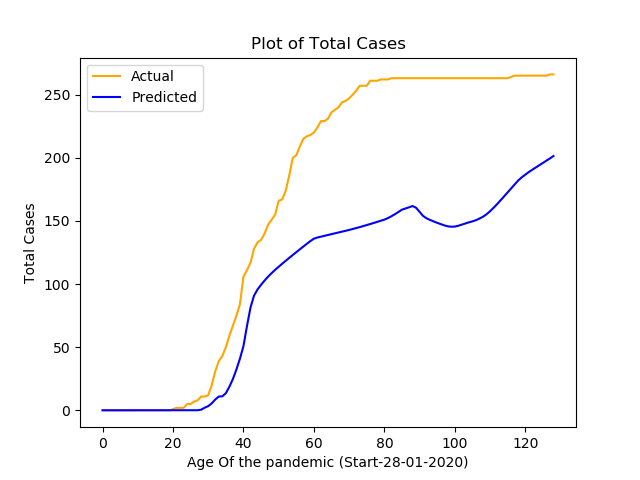 Plot of Total Cases
Actual
Predicted
250
200
150
100
50
0
Total Cases
0 20 40 60 80 100 120
Age Of the pandemic (Start-28-01-2020)